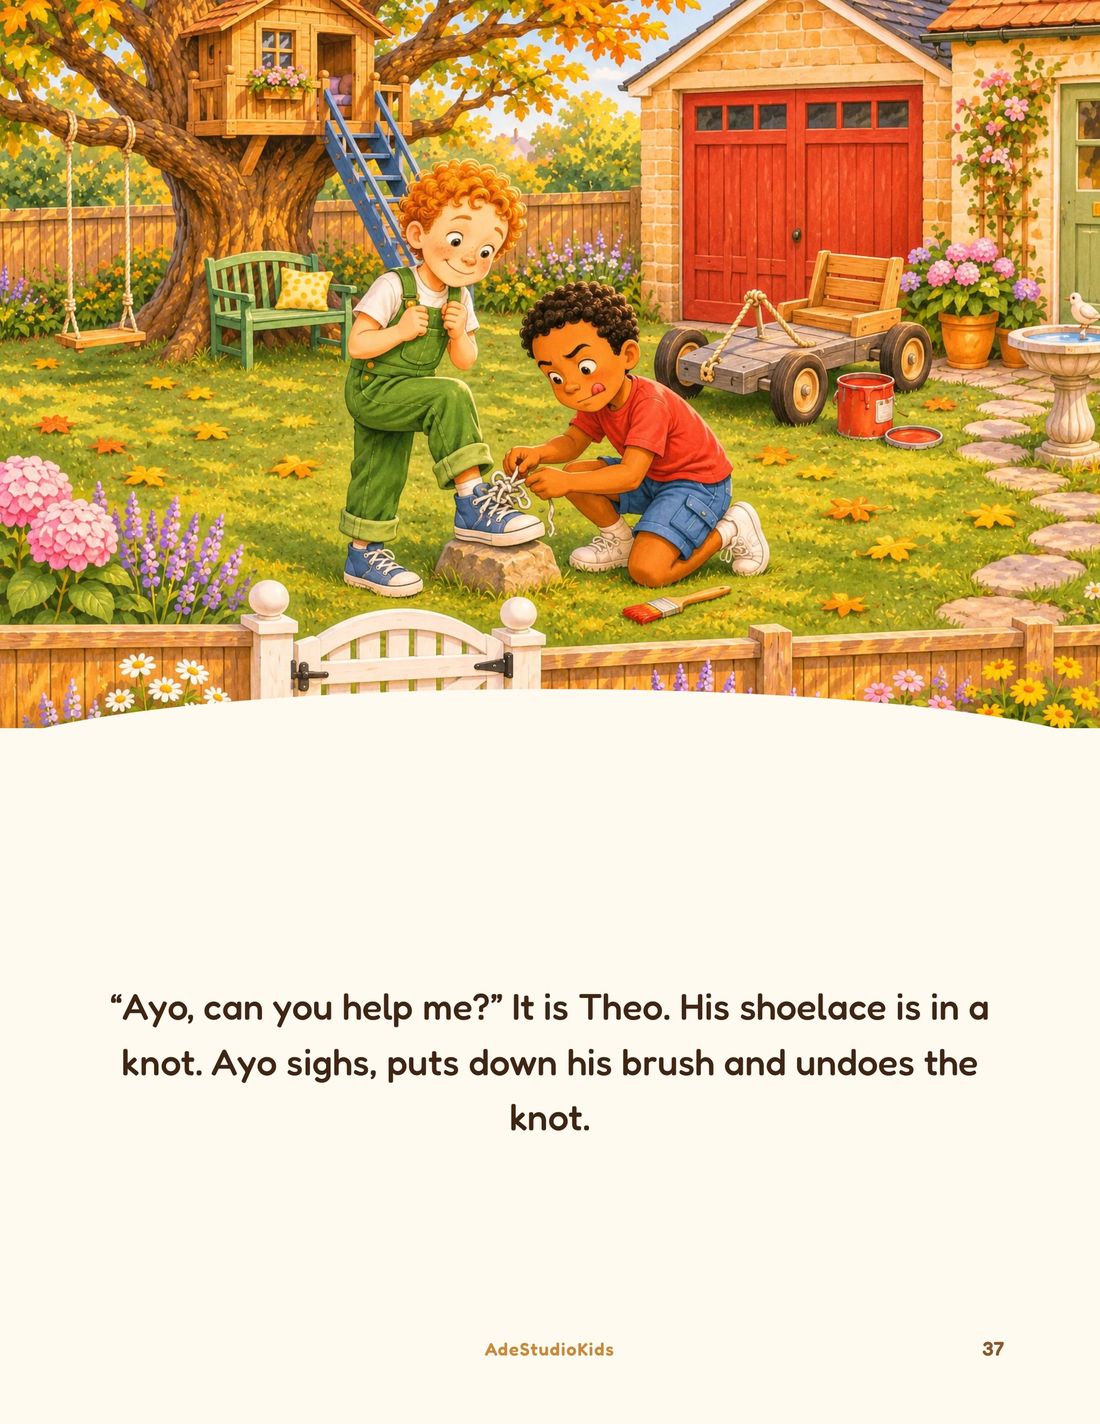 “Ayo, can you help me?” It is Theo. His shoelace is in a
knot. Ayo sighs, puts down his brush and undoes the
knot.
AdeStudioKids
37